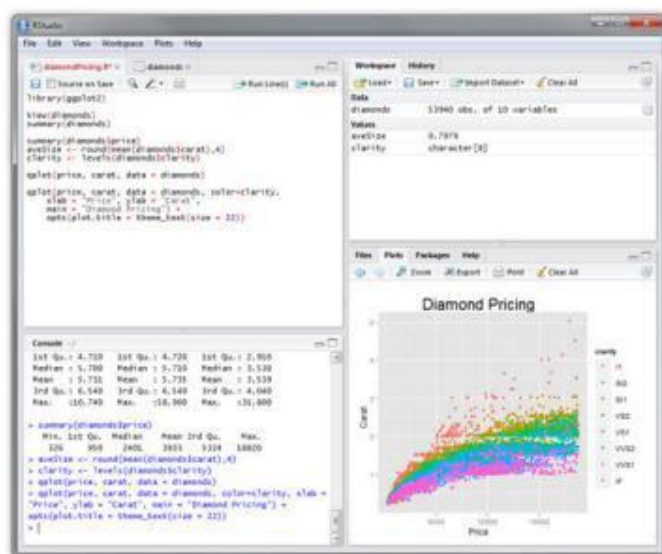 RStudio
File Edit View Workspace Plots Help
diamondPricing.R* diamonds
Source on Save Run Line(s) Run All
library(ggplot2)
View(diamonds)
summary(diamonds)
summary(diamonds$price)
aveSize <- round(mean(diamonds$carat),4)
clarity <- levels(diamonds$clarity)
qplot(price, carat, data = diamonds)
qplot(price, carat, data = diamonds, color=clarity,
xlab = "Price", ylab = "Carat",
main = "Diamond Pricing") +
opts(plot.title = theme_text(size = 22))
Console
1st Qu.: 4.710 1st Qu.: 4.720 1st Qu.: 2.910
Median : 5.700 Median : 5.710 Median : 3.530
Mean : 5.731 Mean : 5.735 Mean : 3.539
3rd Qu.: 6.540 3rd Qu.: 6.540 3rd Qu.: 4.040
Max. :10.740 Max. :58.900 Max. :31.800
> summary(diamonds$price)
Min. 1st Qu. Median Mean 3rd Qu. Max.
326 950 2401 3933 5324 18820
> aveSize <- round(mean(diamonds$carat),4)
> clarity <- levels(diamonds$clarity)
> qplot(price, carat, data = diamonds)
> qplot(price, carat, data = diamonds, color=clarity, xlab =
"Price", ylab = "Carat", main = "Diamond Pricing") +
opts(plot.title = theme_text(size = 22))
>
Workspace History
Load Save Import Dataset Clear All
Data
diamonds 53940 obs. of 10 variables
Values
aveSize 0.7979
clarity character[8]
Files Plots Packages Help
Zoom Export Print Clear All
Diamond Pricing
Carat
5
4
3
2
1
5000 10000 15000
Price
clarity
I1
SI2
SI1
VS2
VS1
VVS2
VVS1
IF